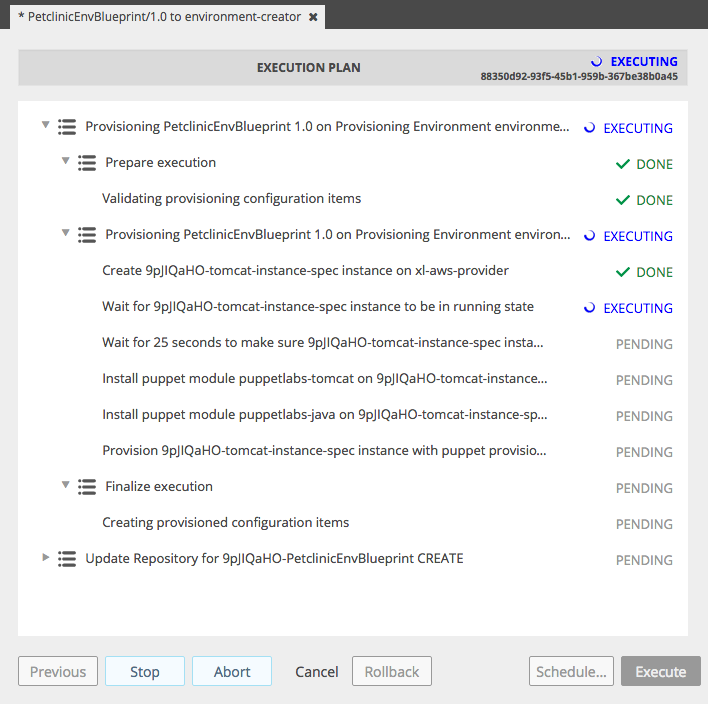 * PetclinicEnvBlueprint/1.0 to environment-creator ✖
EXECUTION PLAN
EXECUTING
88350d92-93f5-45b1-959b-367be38b0a45
Provisioning PetclinicEnvBlueprint 1.0 on Provisioning Environment environme... EXECUTING
Prepare execution DONE
Validating provisioning configuration items DONE
Provisioning PetclinicEnvBlueprint 1.0 on Provisioning Environment environ... EXECUTING
Create 9pJIQaHO-tomcat-instance-spec instance on xl-aws-provider DONE
Wait for 9pJIQaHO-tomcat-instance-spec instance to be in running state EXECUTING
Wait for 25 seconds to make sure 9pJIQaHO-tomcat-instance-spec insta... PENDING
Install puppet module puppetlabs-tomcat on 9pJIQaHO-tomcat-instance... PENDING
Install puppet module puppetlabs-java on 9pJIQaHO-tomcat-instance-sp... PENDING
Provision 9pJIQaHO-tomcat-instance-spec instance with puppet provisio... PENDING
Finalize execution PENDING
Creating provisioned configuration items PENDING
Update Repository for 9pJIQaHO-PetclinicEnvBlueprint CREATE PENDING
Previous Stop Abort Cancel Rollback Schedule... Execute